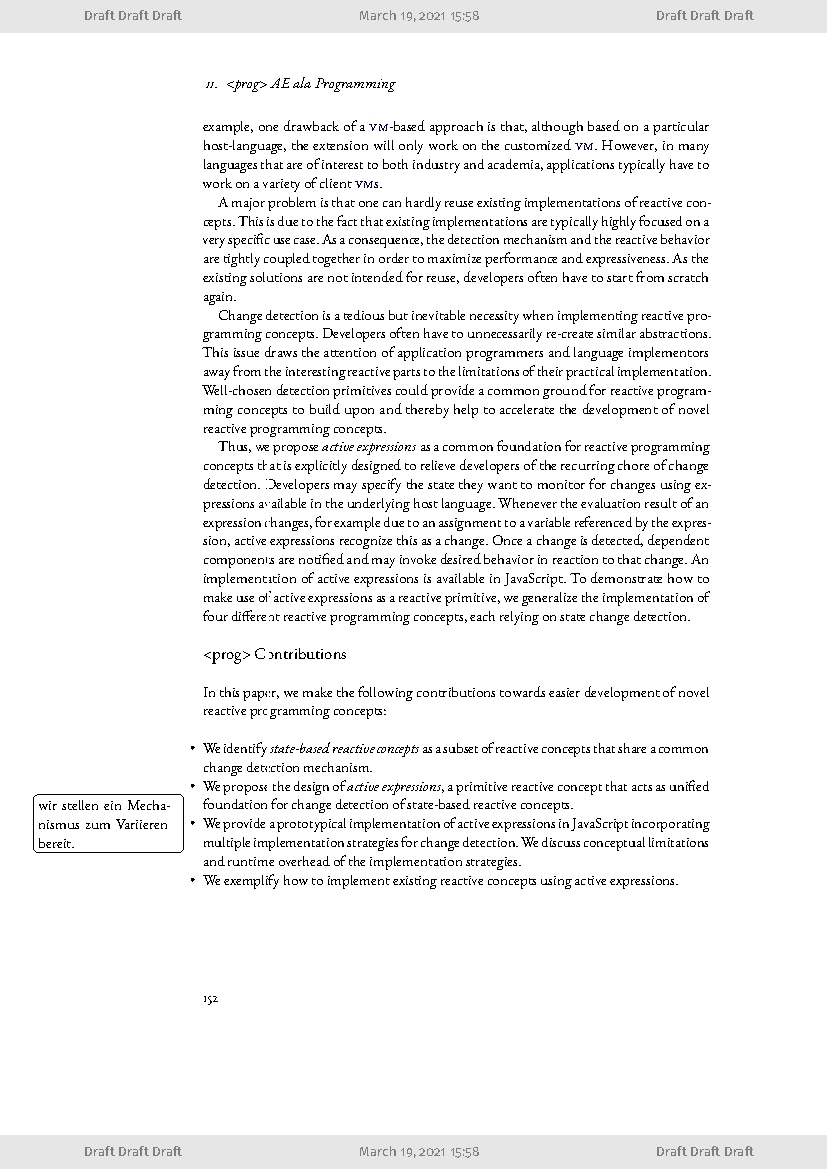 Draft Draft Draft March 19, 2021 15:58 Draft Draft Draft
11. <prog> AE ala Programming
example, one drawback of a VM-based approach is that, although based on a particular
host-language, the extension will only work on the customized VM. However, in many
languages that are of interest to both industry and academia, applications typically have to
work on a variety of client VMs.
A major problem is that one can hardly reuse existing implementations of reactive con-
cepts. This is due to the fact that existing implementations are typically highly focused on a
very specific use case. As a consequence, the detection mechanism and the reactive behavior
are tightly coupled together in order to maximize performance and expressiveness. As the
existing solutions are not intended for reuse, developers often have to start from scratch
again.
Change detection is a tedious but inevitable necessity when implementing reactive pro-
gramming concepts. Developers often have to unnecessarily re-create similar abstractions.
This issue draws the attention of application programmers and language implementors
away from the interesting reactive parts to the limitations of their practical implementation.
Well-chosen detection primitives could provide a common ground for reactive program-
ming concepts to build upon and thereby help to accelerate the development of novel
reactive programming concepts.
Thus, we propose active expressions as a common foundation for reactive programming
concepts that is explicitly designed to relieve developers of the recurring chore of change
detection. Developers may specify the state they want to monitor for changes using ex-
pressions available in the underlying host language. Whenever the evaluation result of an
expression changes, for example due to an assignment to a variable referenced by the expres-
sion, active expressions recognize this as a change. Once a change is detected, dependent
components are notified and may invoke desired behavior in reaction to that change. An
implementation of active expressions is available in JavaScript. To demonstrate how to
make use of active expressions as a reactive primitive, we generalize the implementation of
four different reactive programming concepts, each relying on state change detection.
<prog> Contributions
In this paper, we make the following contributions towards easier development of novel
reactive programming concepts:
• We identify state-based reactive concepts as a subset of reactive concepts that share a common
change detection mechanism.
• We propose the design of active expressions, a primitive reactive concept that acts as unified
foundation for change detection of state-based reactive concepts.
• We provide a prototypical implementation of active expressions in JavaScript incorporating
multiple implementation strategies for change detection. We discuss conceptual limitations
and runtime overhead of the implementation strategies.
• We exemplify how to implement existing reactive concepts using active expressions.
wir stellen ein Mecha-
nismus zum Variieren
bereit.
152
Draft Draft Draft March 19, 2021 15:58 Draft Draft Draft